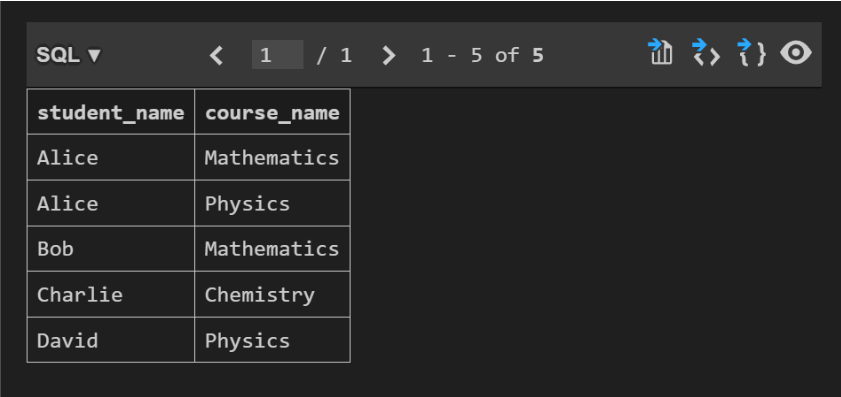 SQL ▼ 1 / 1 1 - 5 of 5
student_name course_name
Alice Mathematics
Alice Physics
Bob Mathematics
Charlie Chemistry
David Physics